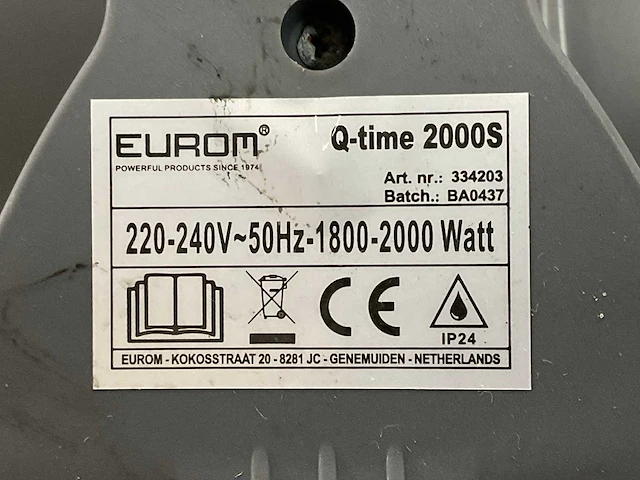 EUROM®
Q-time 2000S
POWERFUL PRODUCTS SINCE 1974
Art. nr.: 334203
Batch.: BA0437
220-240V~50Hz-1800-2000 Watt
CE
IP24
EUROM - KOKOSSTRAAT 20 - 8281 JC - GENEMUIDEN - NETHERLANDS